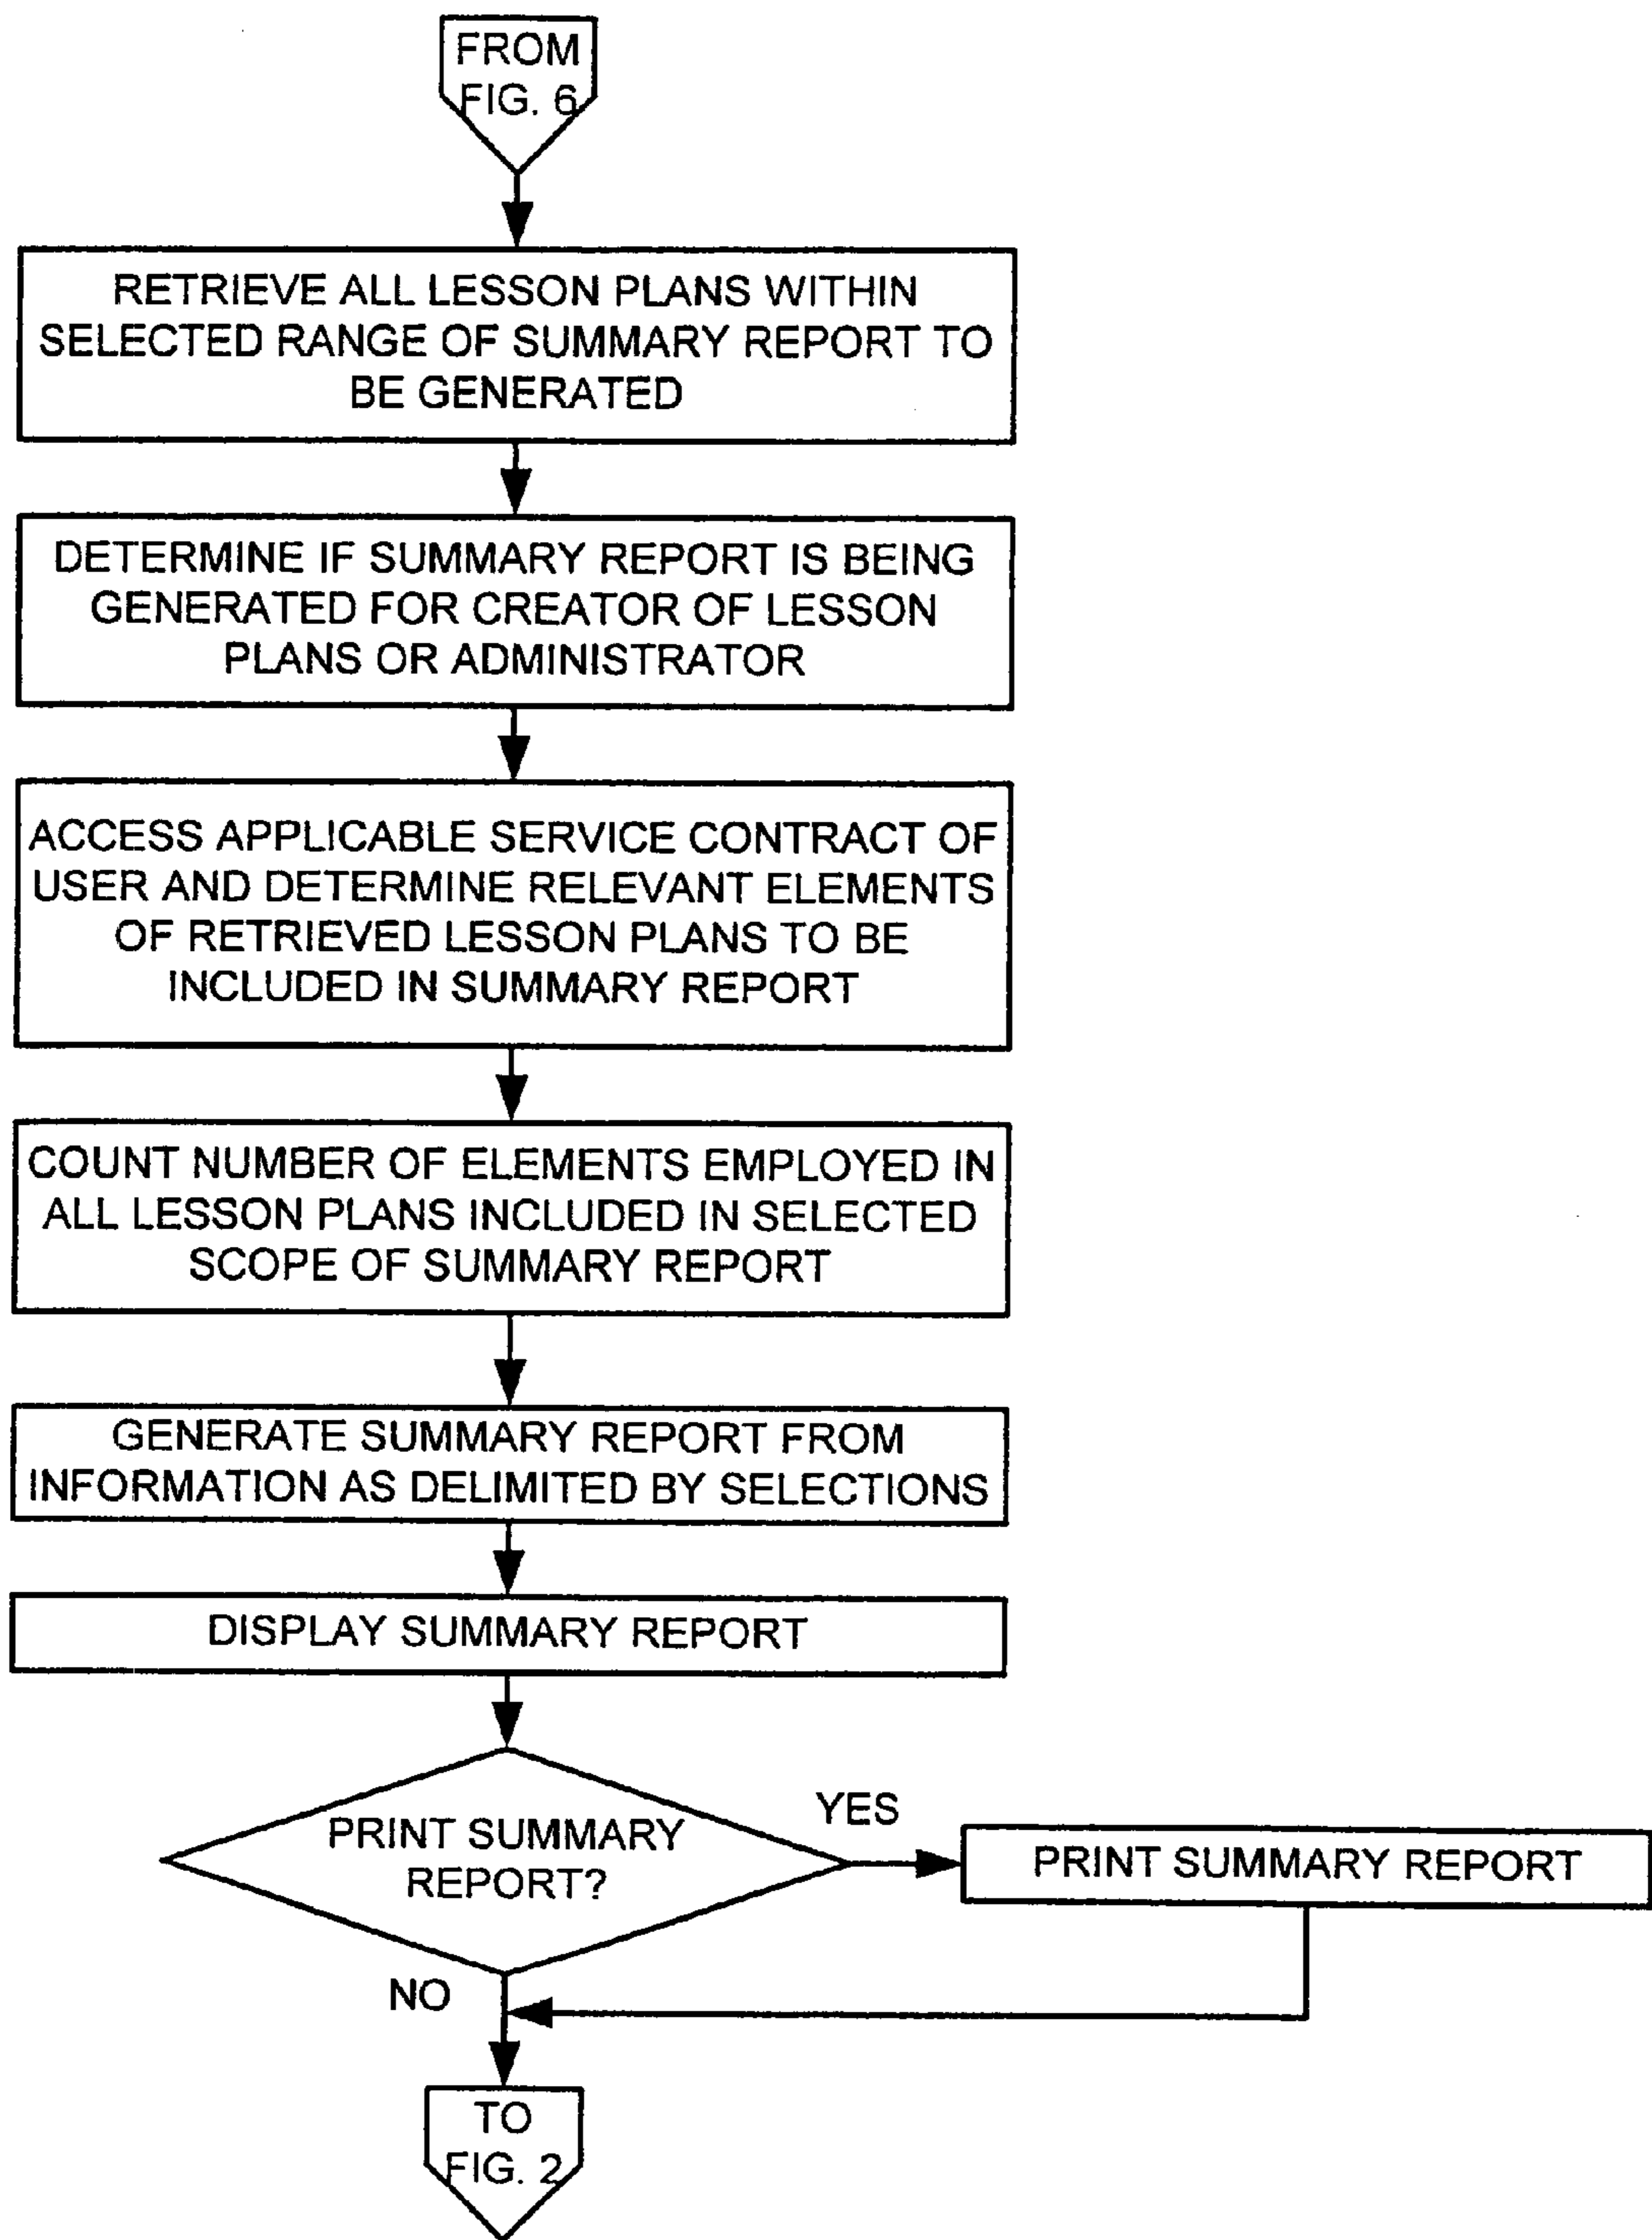 FROM
FIG. 6
RETRIEVE ALL LESSON PLANS WITHIN
SELECTED RANGE OF SUMMARY REPORT TO
BE GENERATED
DETERMINE IF SUMMARY REPORT IS BEING
GENERATED FOR CREATOR OF LESSON
PLANS OR ADMINISTRATOR
ACCESS APPLICABLE SERVICE CONTRACT OF
USER AND DETERMINE RELEVANT ELEMENTS
OF RETRIEVED LESSON PLANS TO BE
INCLUDED IN SUMMARY REPORT
COUNT NUMBER OF ELEMENTS EMPLOYED IN
ALL LESSON PLANS INCLUDED IN SELECTED
SCOPE OF SUMMARY REPORT
GENERATE SUMMARY REPORT FROM
INFORMATION AS DELIMITED BY SELECTIONS
DISPLAY SUMMARY REPORT
PRINT SUMMARY
REPORT?
YES
PRINT SUMMARY REPORT
NO
TO
FIG. 2